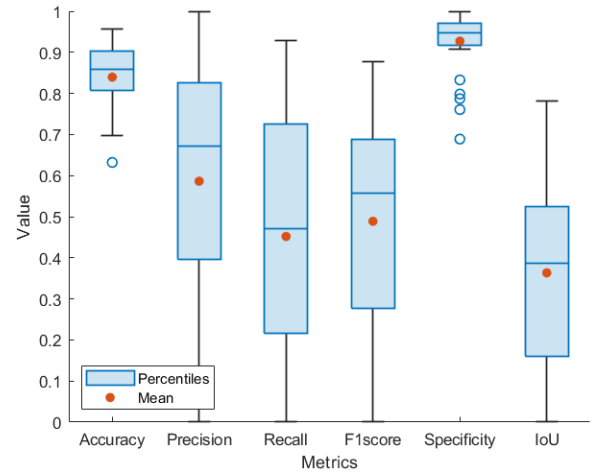 1
0.9
0.8
0.7
0.6
0.5
0.4
0.3
0.2
0.1
0
Value
Percentiles
Mean
Accuracy Precision Recall F1score Specificity IoU
Metrics